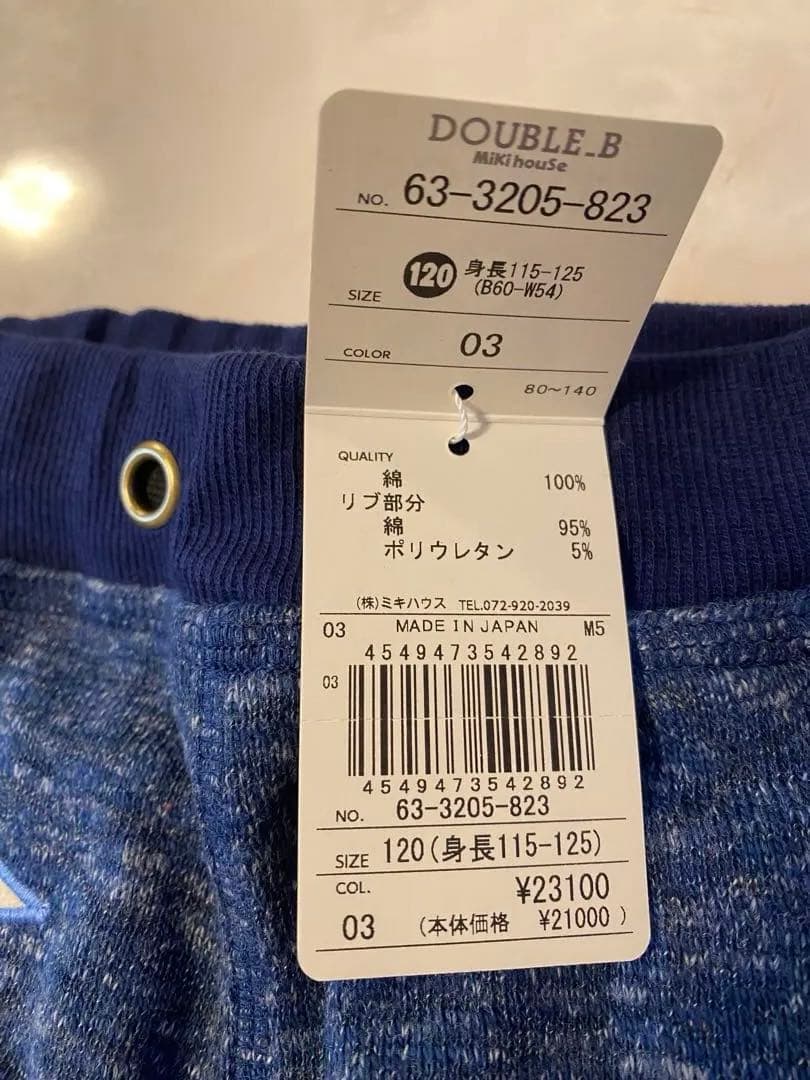 DOUBLE_B
MiKihouSe
NO. 63-3205-823
SIZE 120 身長115-125
(B60-W54)
COLOR 03
80~140
QUALITY
綿 100%
リブ部分
綿 95%
ポリウレタン 5%
(株)ミキハウス TEL.072-920-2039
03 MADE IN JAPAN M5
4549473542892
03
4549473542892
NO. 63-3205-823
SIZE 120(身長115-125)
COL. ¥23100
03 (本体価格 ¥21000 )